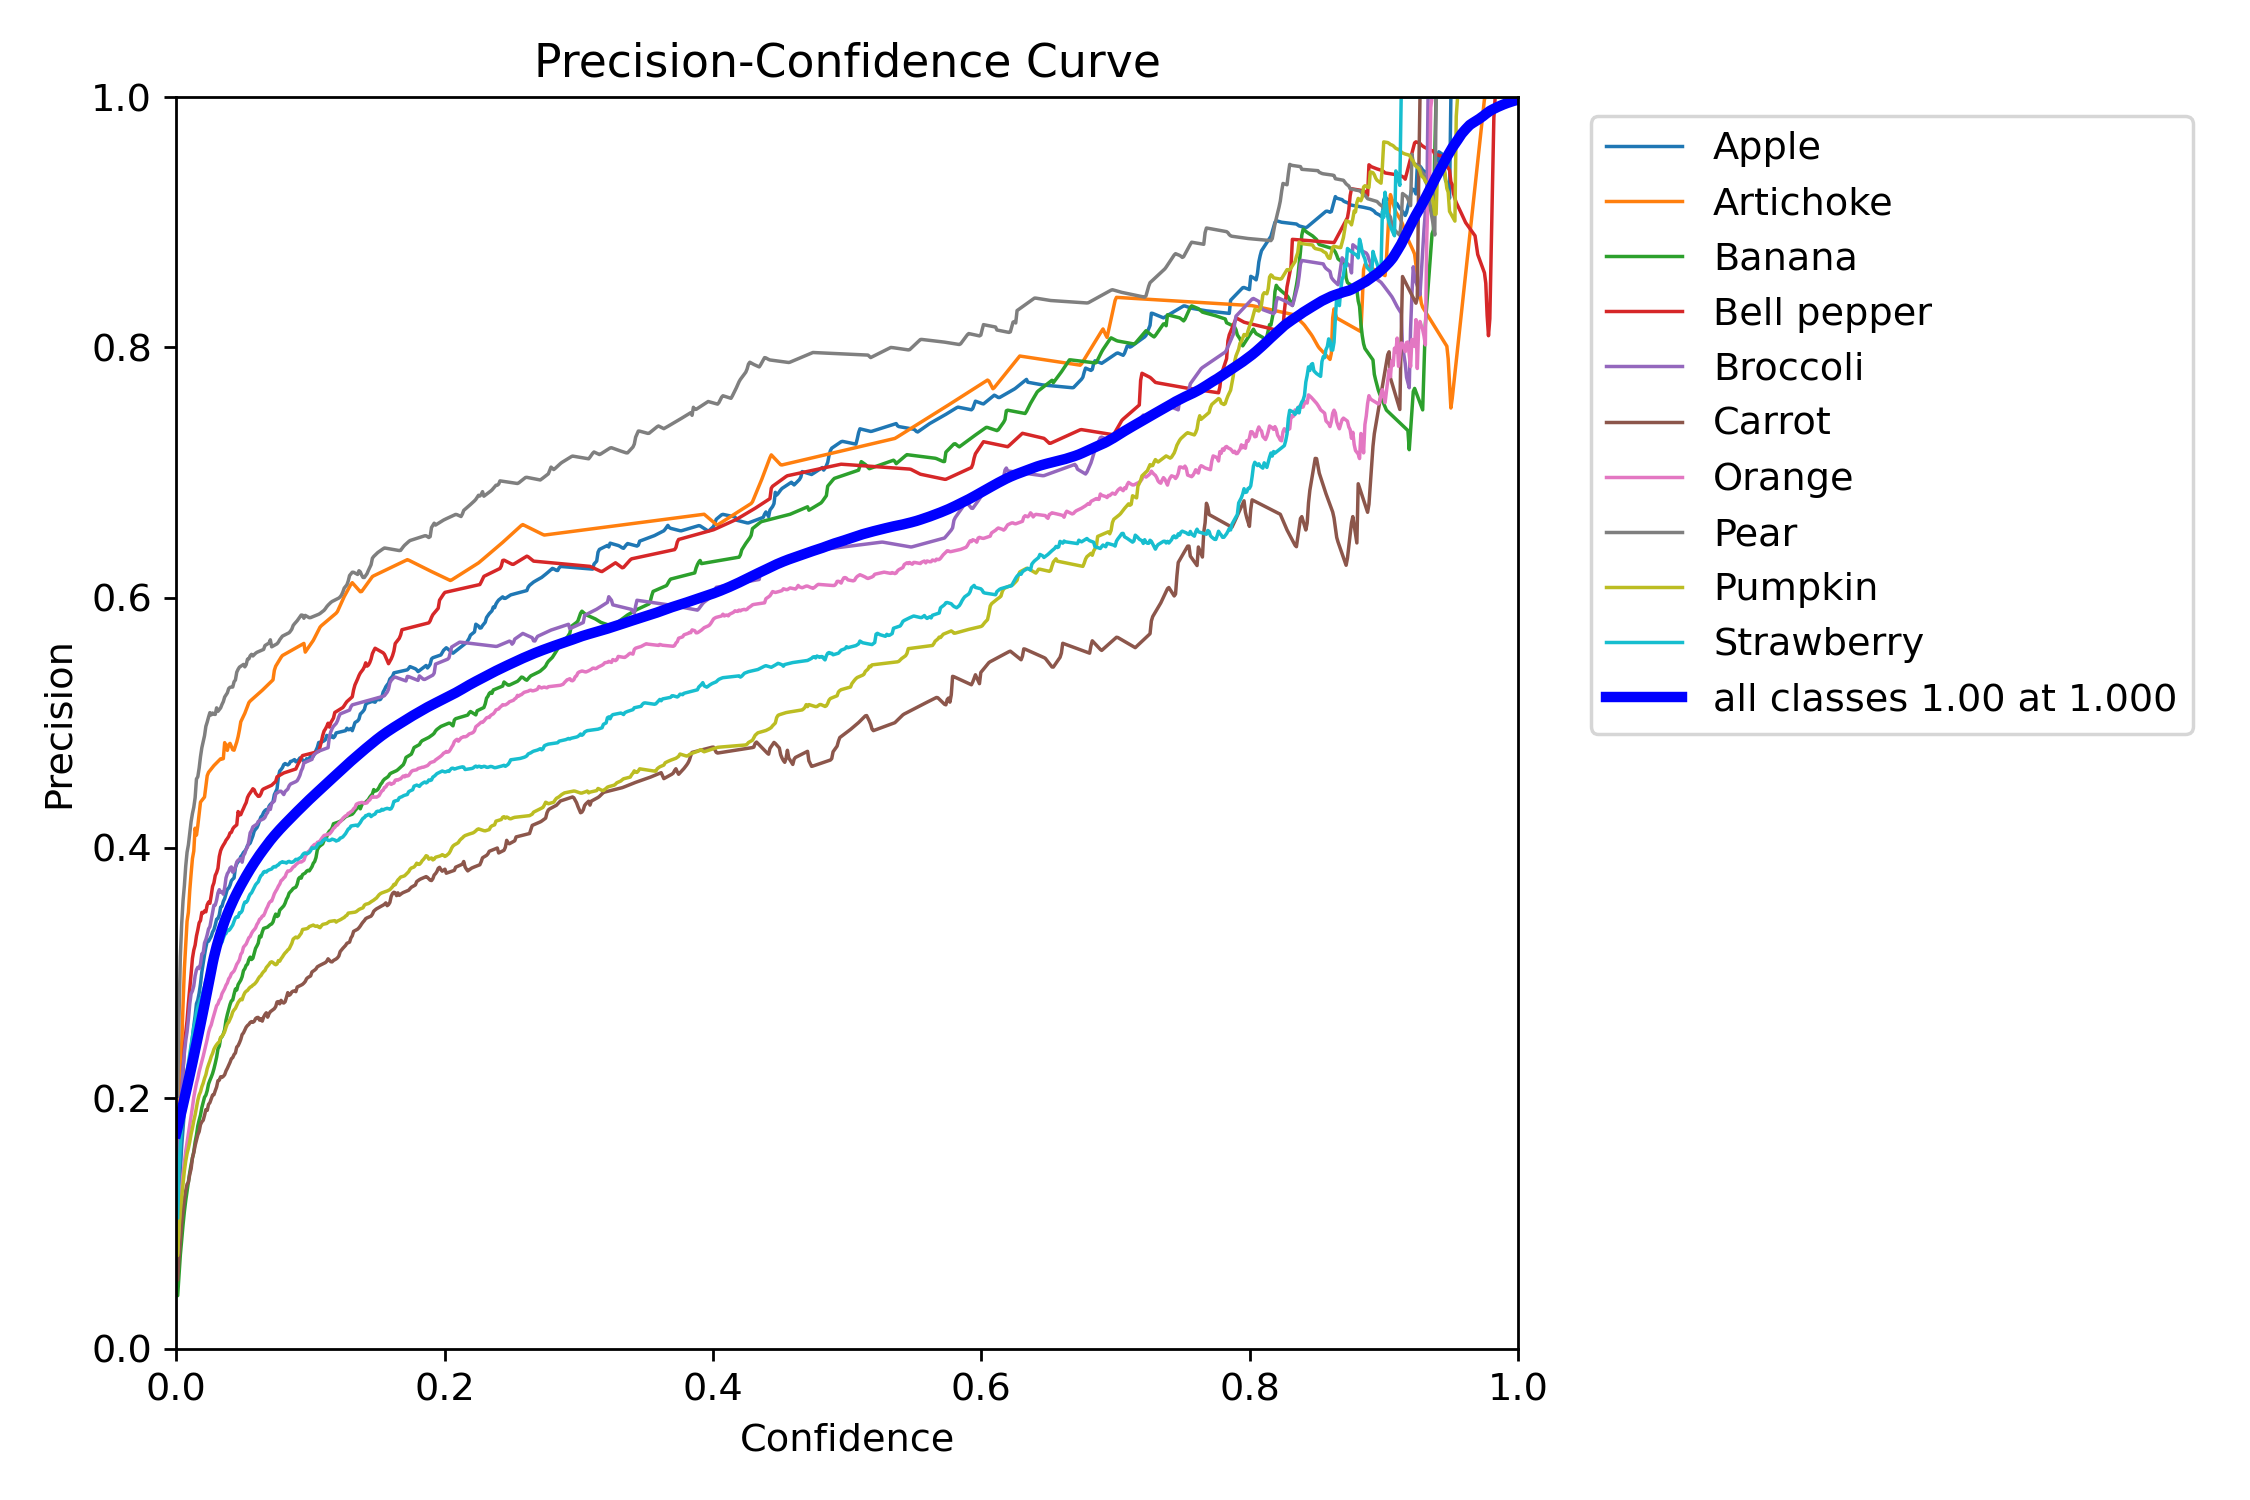 Precision-Confidence Curve
1.0
0.8
0.6
0.4
0.2
0.0
Precision
0.0 0.2 0.4 0.6 0.8 1.0
Confidence
Apple
Artichoke
Banana
Bell pepper
Broccoli
Carrot
Orange
Pear
Pumpkin
Strawberry
all classes 1.00 at 1.000